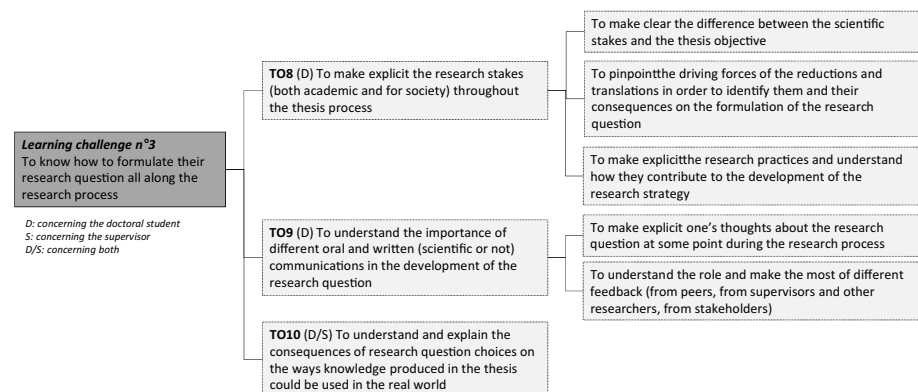 Learning challenge n°3
To know how to formulate their
research question all along the
research process
D: concerning the doctoral student
S: concerning the supervisor
D/S: concerning both
TO8 (D) To make explicit the research stakes
(both academic and for society) throughout
the thesis process
To make clear the difference between the scientific
stakes and the thesis objective
To pinpointthe driving forces of the reductions and
translations in order to identify them and their
consequences on the formulation of the research
question
To make explicitthe research practices and understand
how they contribute to the development of the
research strategy
TO9 (D) To understand the importance of
different oral and written (scientific or not)
communications in the development of the
research question
To make explicit one's thoughts about the research
question at some point during the research process
To understand the role and make the most of different
feedback (from peers, from supervisors and other
researchers, from stakeholders)
TO10 (D/S) To understand and explain the
consequences of research question choices on
the ways knowledge produced in the thesis
could be used in the real world